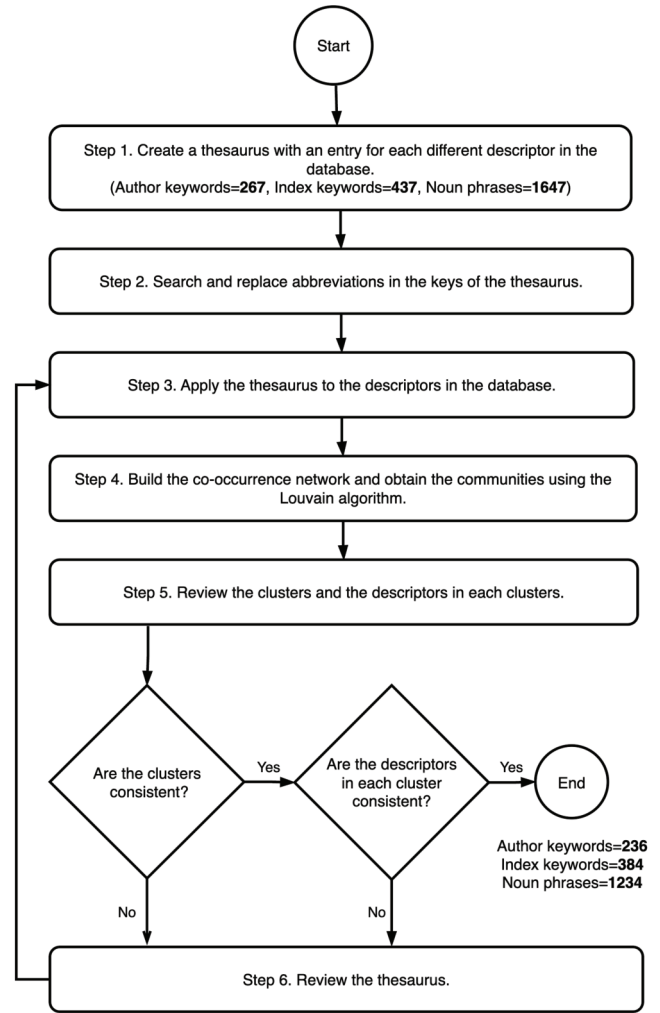 Start
Step 1. Create a thesaurus with an entry for each different descriptor in the
database.
(Author keywords=267, Index keywords=437, Noun phrases=1647)
Step 2. Search and replace abbreviations in the keys of the thesaurus.
Step 3. Apply the thesaurus to the descriptors in the database.
Step 4. Build the co-occurrence network and obtain the communities using the
Louvain algorithm.
Step 5. Review the clusters and the descriptors in each clusters.
Are the clusters
consistent?
Yes
Are the descriptors
in each cluster
consistent?
Yes
End
Author keywords=236
Index keywords=384
Noun phrases=1234
No
No
Step 6. Review the thesaurus.